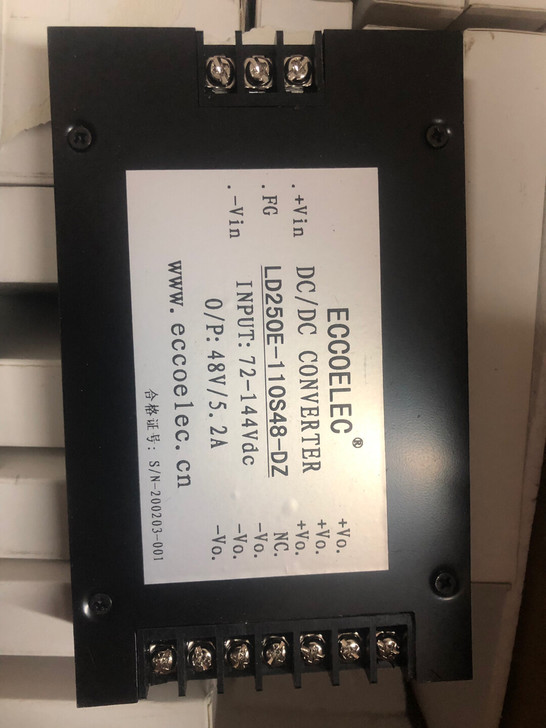 ECCOELEC®
DC/DC CONVERTER
LD250E-110S48-DZ
INPUT: 72-144Vdc
O/P: 48V/5.2A
www.eccoelec.cn
合格证号: S/N-200203-001
.+Vin
.FG
.-Vin
+Vo.
+Vo.
+Vo.
NC.
-Vo.
-Vo.
-Vo.